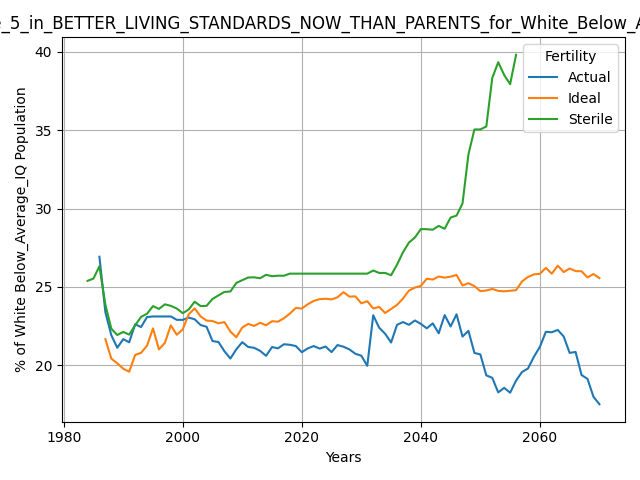 _5_in_BETTER_LIVING_STANDARDS_NOW_THAN_PARENTS_for_White_Below_A
Fertility
Actual
Ideal
Sterile
% of White Below_Average_IQ Population
40
35
30
25
20
1980 2000 2020 2040 2060
Years